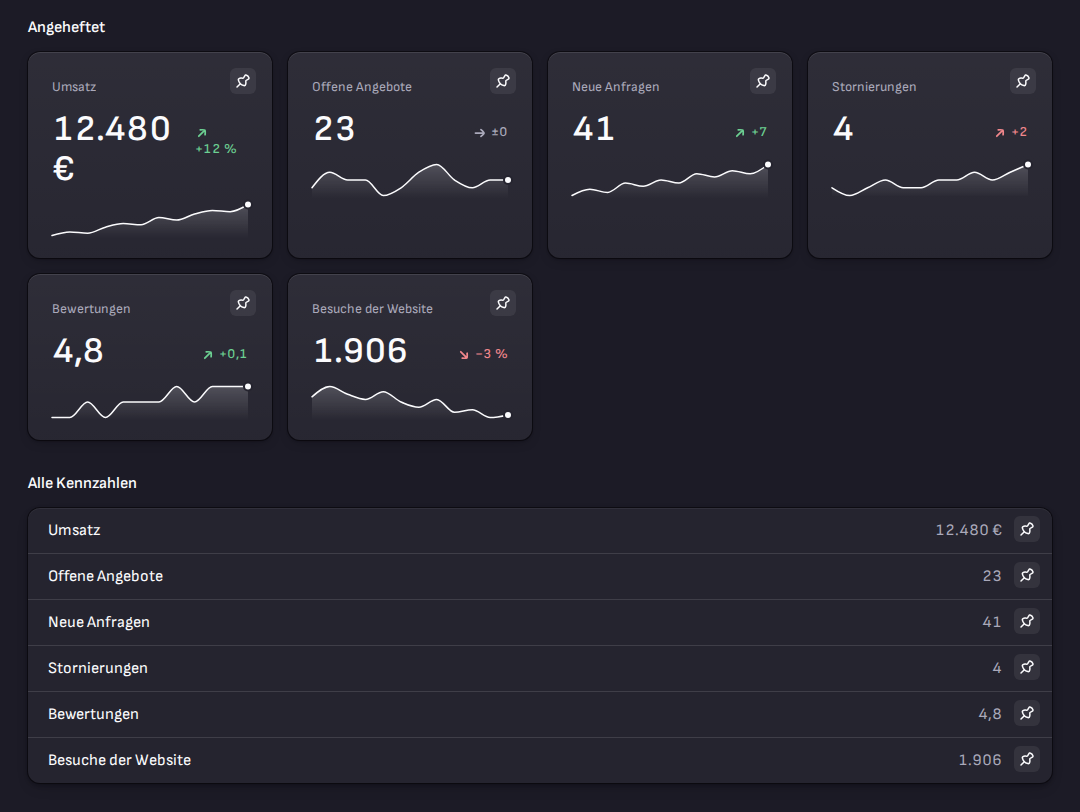 Angeheftet
Umsatz
12.480
€
+12 %
Offene Angebote
23
±0
Neue Anfragen
41
+7
Stornierungen
4
+2
Bewertungen
4,8
+0,1
Besuche der Website
1.906
−3 %
Alle Kennzahlen
Umsatz 12.480 €
Offene Angebote 23
Neue Anfragen 41
Stornierungen 4
Bewertungen 4,8
Besuche der Website 1.906